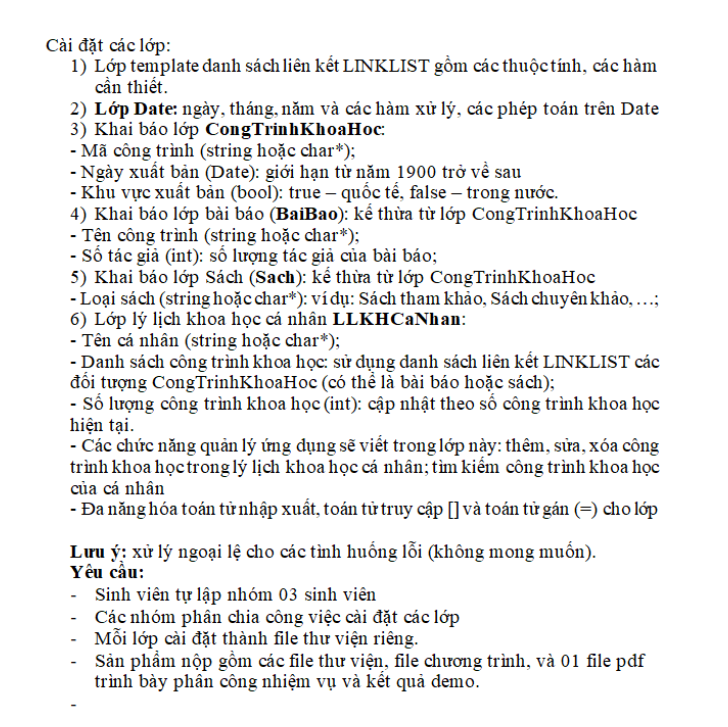 Cài đặt các lớp:
1) Lớp template danh sách liên kết LINKLIST gồm các thuộc tính, các hàm
cần thiết.
2) Lớp Date: ngày, tháng, năm và các hàm xử lý, các phép toán trên Date
3) Khai báo lớp CongTrinhKhoaHoc:
- Mã công trình (string hoặc char*);
- Ngày xuất bản (Date): giới hạn từ năm 1900 trở về sau
- Khu vực xuất bản (bool): true – quốc tế, false – trong nước.
4) Khai báo lớp bài báo (BaiBao): kế thừa từ lớp CongTrinhKhoaHoc
- Tên công trình (string hoặc char*);
- Số tác giả (int): số lượng tác giả của bài báo;
5) Khai báo lớp Sách (Sach): kế thừa từ lớp CongTrinhKhoaHoc
- Loại sách (string hoặc char*): ví dụ: Sách tham khảo, Sách chuyên khảo, …;
6) Lớp lý lịch khoa học cá nhân LLKHCaNhan:
- Tên cá nhân (string hoặc char*);
- Danh sách công trình khoa học: sử dụng danh sách liên kết LINKLIST các
đối tượng CongTrinhKhoaHoc (có thể là bài báo hoặc sách);
- Số lượng công trình khoa học (int): cập nhật theo số công trình khoa học
hiện tại.
- Các chức năng quản lý ứng dụng sẽ viết trong lớp này: thêm, sửa, xóa công
trình khoa học trong lý lịch khoa học cá nhân; tìm kiếm công trình khoa học
của cá nhân
- Đa năng hóa toán tử nhập xuất, toán tử truy cập [] và toán tử gán (=) cho lớp
Lưu ý: xử lý ngoại lệ cho các tình huống lỗi (không mong muốn).
Yêu cầu:
- Sinh viên tự lập nhóm 03 sinh viên
- Các nhóm phân chia công việc cài đặt các lớp
- Mỗi lớp cài đặt thành file thư viện riêng.
- Sản phẩm nộp gồm các file thư viện, file chương trình, và 01 file pdf
trình bày phân công nhiệm vụ và kết quả demo.
-